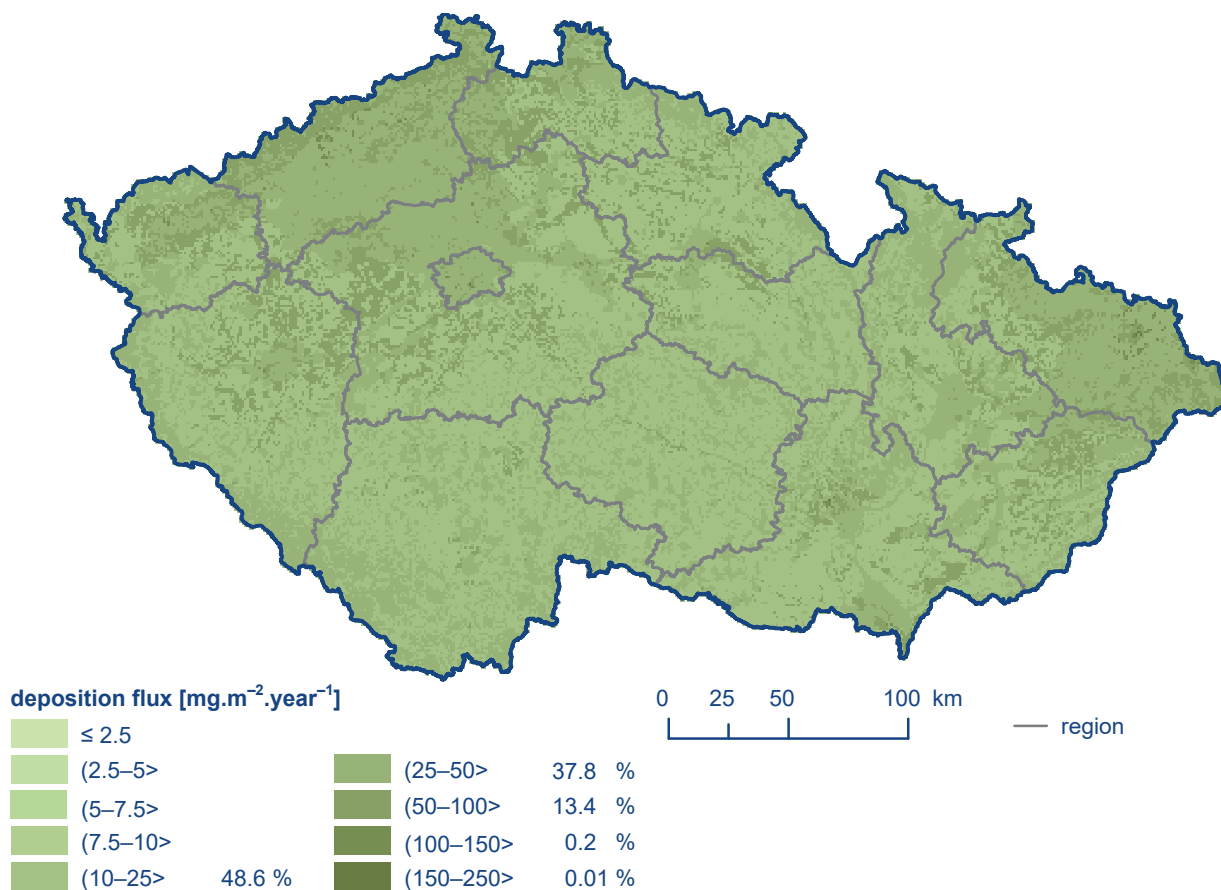 deposition flux [mg.m⁻².year⁻¹]
≤ 2.5
(2.5–5>
(5–7.5>
(7.5–10>
(10–25> 48.6 %
(25–50> 37.8 %
(50–100> 13.4 %
(100–150> 0.2 %
(150–250> 0.01 %
0 25 50 100 km
region